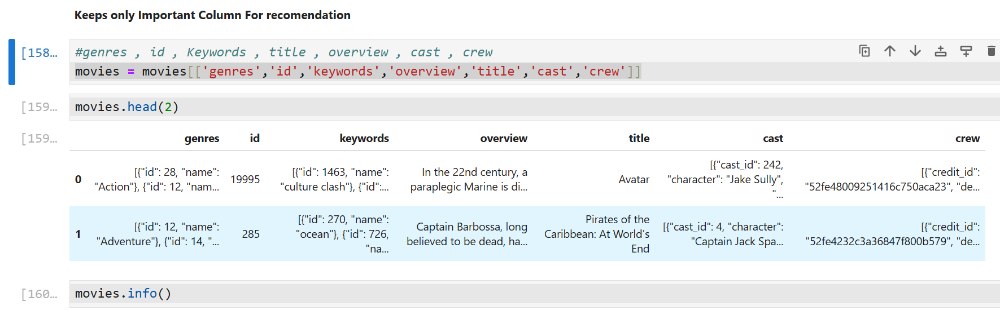 Keeps only Important Column For recomendation
[158…
#genres , id , Keywords , title , overview , cast , crew
movies = movies[['genres','id','keywords','overview','title','cast','crew']]
[159…
movies.head(2)
[159…
genres id keywords overview title cast crew
0
[{"id": 28, "name":
"Action"}, {"id": 12, "nam...
19995
[{"id": 1463, "name":
"culture clash"}, {"id":...
In the 22nd century, a
paraplegic Marine is di...
Avatar
[{"cast_id": 242,
"character": "Jake Sully",
"...
[{"credit_id":
"52fe48009251416c750aca23", "de...
1
[{"id": 12, "name":
"Adventure"}, {"id": 14, "...
285
[{"id": 270, "name":
"ocean"}, {"id": 726,
"na...
Captain Barbossa, long
believed to be dead, ha...
Pirates of the
Caribbean: At World's
End
[{"cast_id": 4, "character":
"Captain Jack Spa...
[{"credit_id":
"52fe4232c3a36847f800b579", "de...
[160…
movies.info()